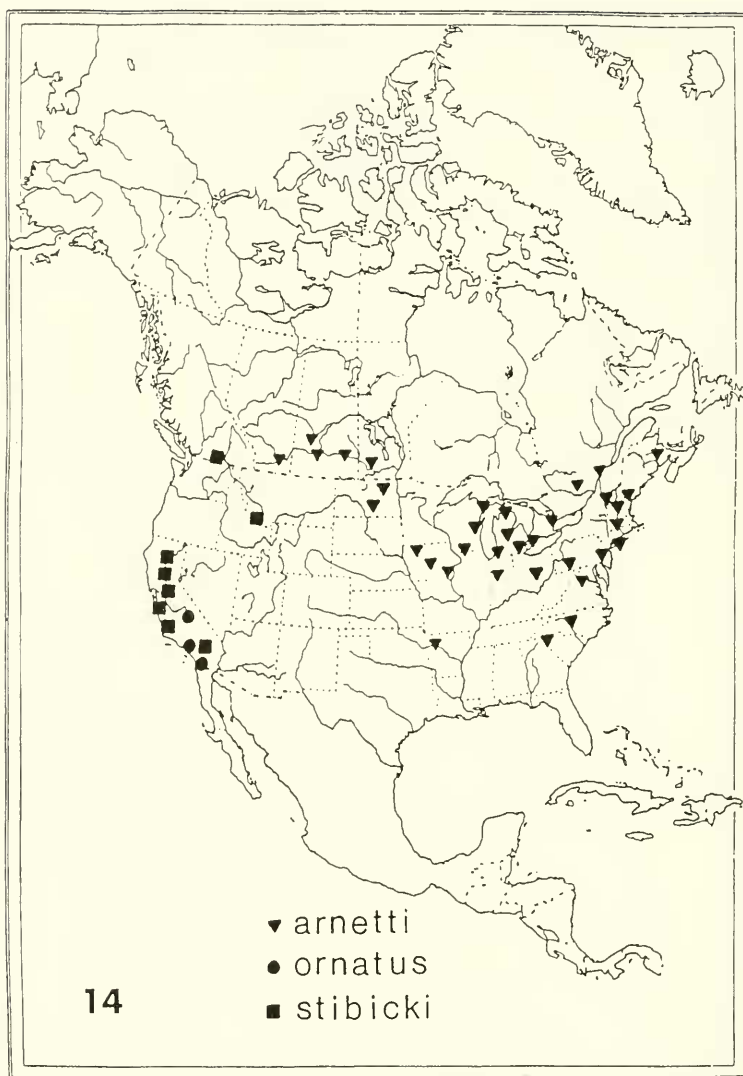 ▼ arnetti
● ornatus
■ stibicki
14